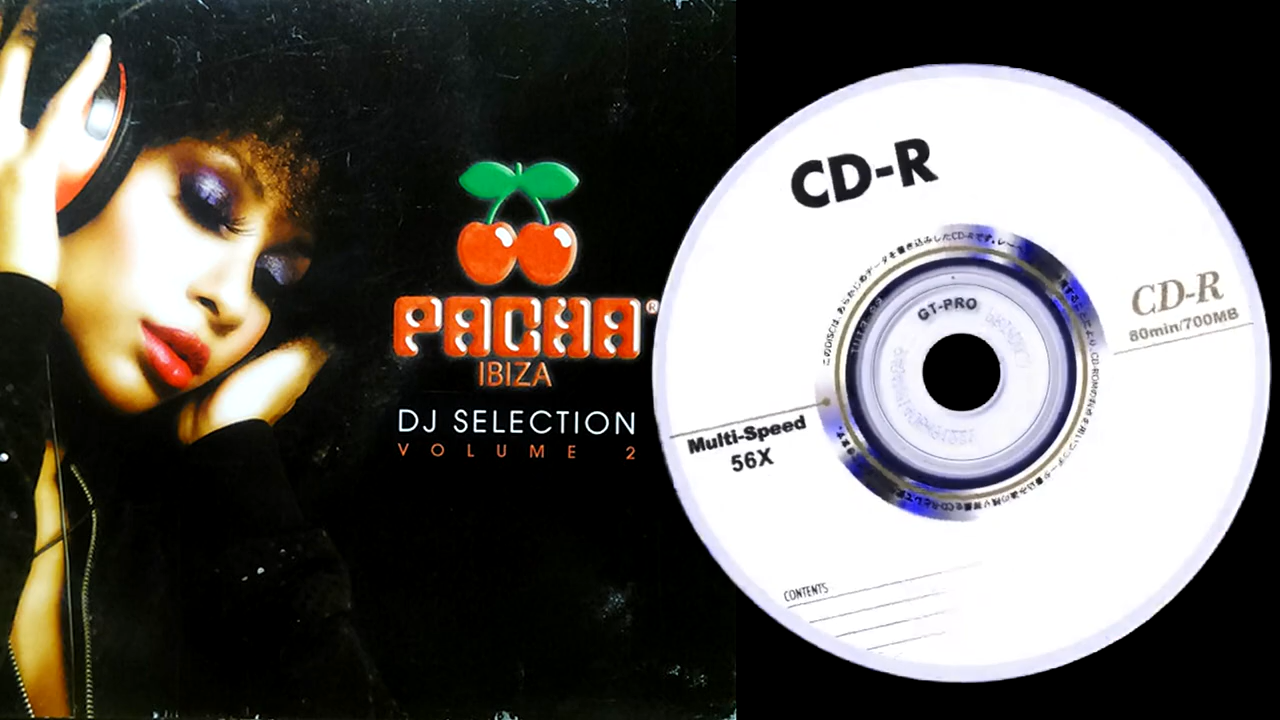 PACHA®
IBIZA
DJ SELECTION
VOLUME 2
CD-R
GT-PRO
CD-R
80min/700MB
Multi-Speed
56X
CONTENTS